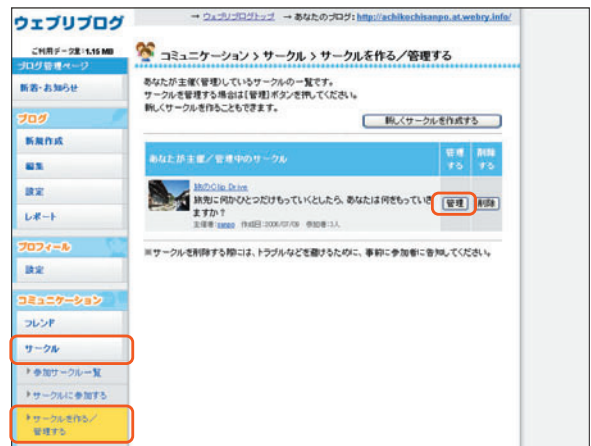 ウェブリブログ
→ ウェブリブログトップ → あなたのブログ: http://achikochisanpo.at.webry.info/
ご利用データ量:1.15 MB
ブログ管理ページ
新着・お知らせ
ブログ
新規作成
編集
設定
レポート
プロフィール
設定
コミュニケーション
フレンド
サークル
参加サークル一覧
サークルに参加する
サークルを作る/
管理する
コミュニケーション > サークル > サークルを作る/管理する
あなたが主催(管理)しているサークルの一覧です。
サークルを管理する場合は[管理]ボタンを押してください。
新しくサークルを作ることもできます。
新しくサークルを作成する
あなたが主催/管理中のサークル
管理
する
削除
する
旅のClip Drive
旅先に何かひとつだけもっていくとしたら、あなたは何をもっていき
ますか?
管理
削除
主催者:sanpo 作成日:2006/07/09 参加者:1人
※サークルを削除する際には、トラブルなどを避けるために、事前に参加者に告知してください。